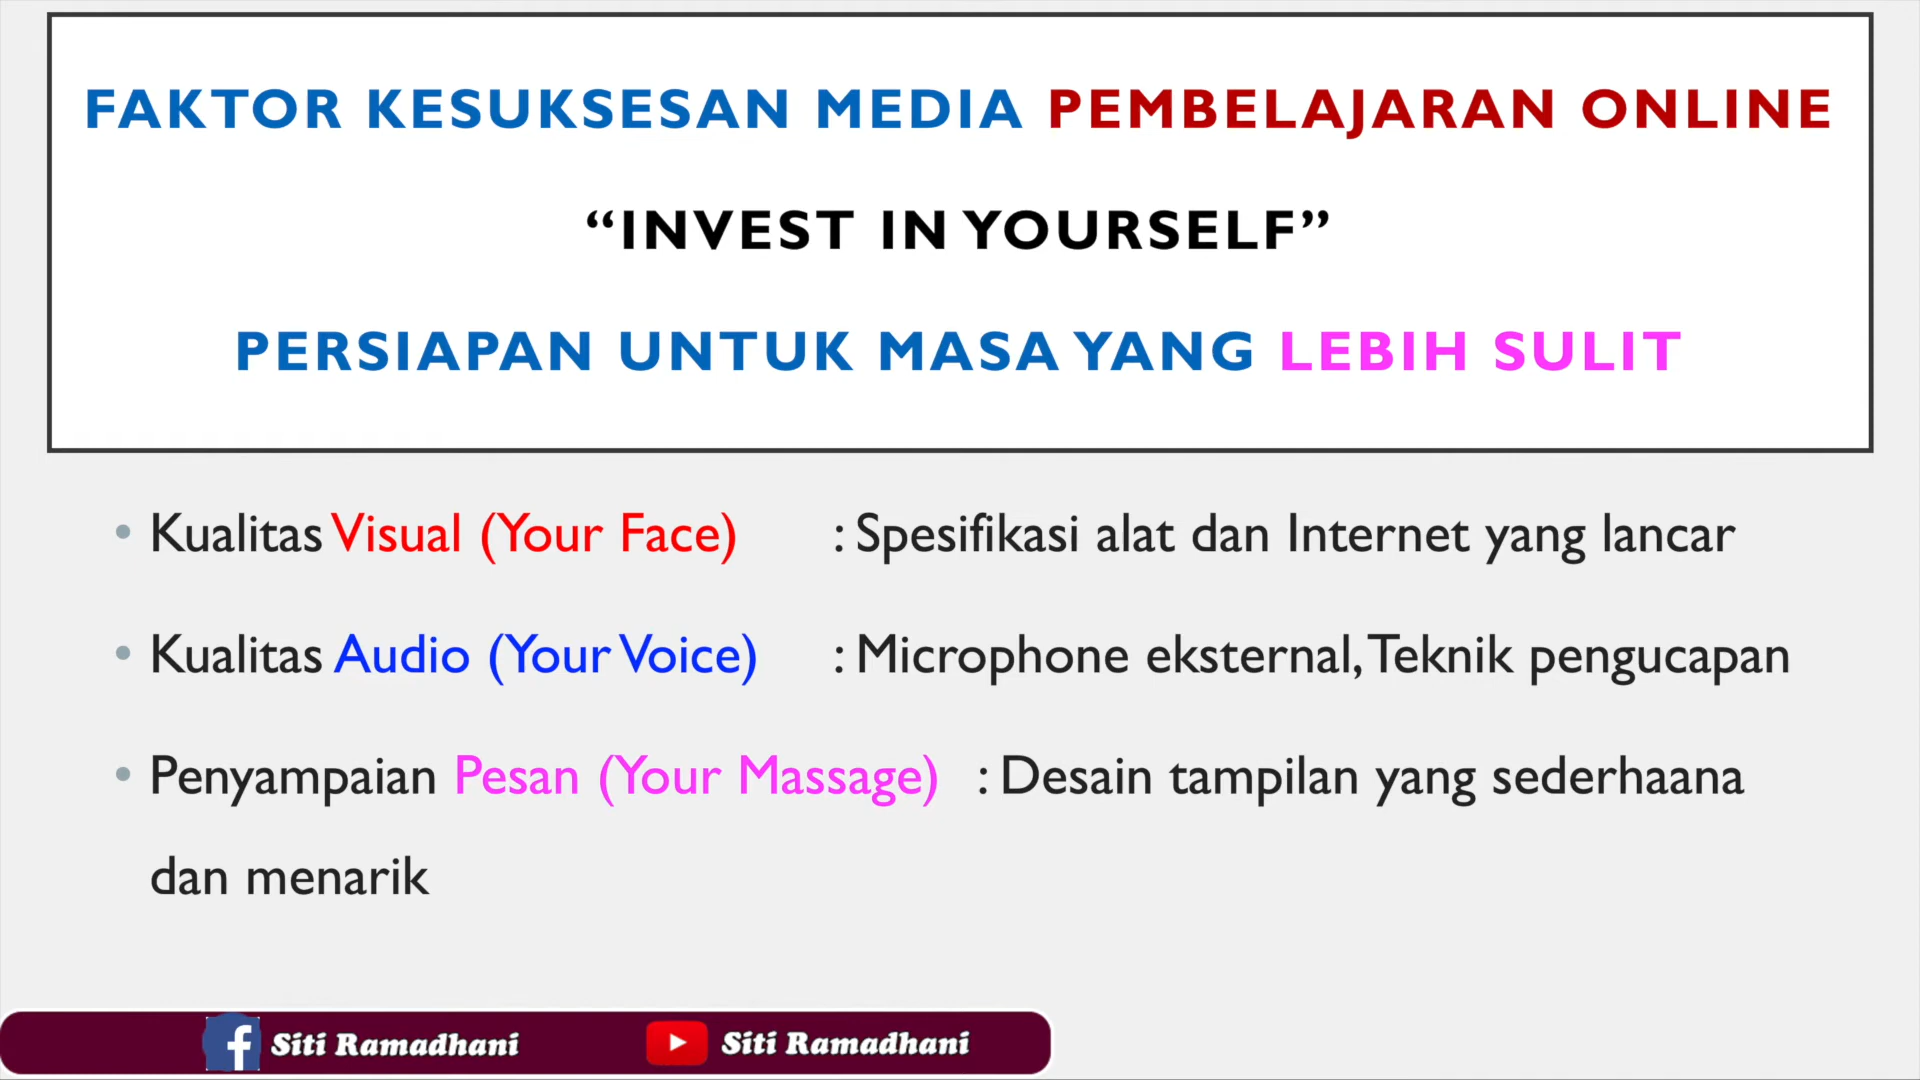 FAKTOR KESUKSESAN MEDIA PEMBELAJARAN ONLINE
“INVEST IN YOURSELF”
PERSIAPAN UNTUK MASA YANG LEBIH SULIT
• Kualitas Visual (Your Face) : Spesifikasi alat dan Internet yang lancar
• Kualitas Audio (Your Voice) : Microphone eksternal, Teknik pengucapan
• Penyampaian Pesan (Your Massage) : Desain tampilan yang sederhaana
dan menarik
f Siti Ramadhani Siti Ramadhani